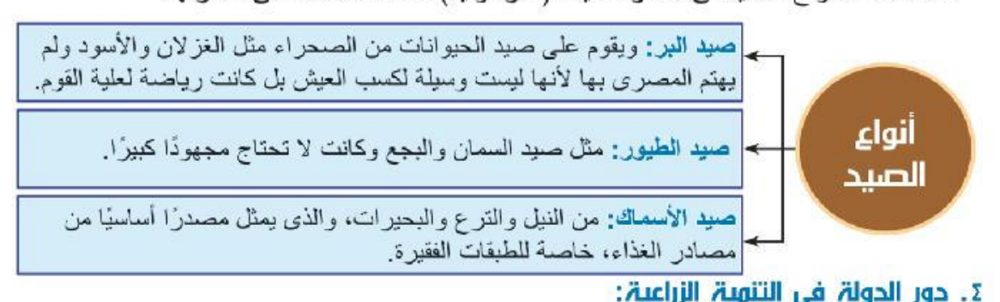 أنواع
الصيد
صيد البر: ويقوم على صيد الحيوانات من الصحراء مثل الغزلان والأسود ولم
يهتم المصرى بها لأنها ليست وسيلة لكسب العيش بل كانت رياضة لعلية القوم.
صيد الطيور: مثل صيد السمان والبجع وكانت لا تحتاج مجهودًا كبيرًا.
صيد الأسماك: من النيل والترع والبحيرات، والذى يمثل مصدرًا أساسيًا من
مصادر الغذاء، خاصة للطبقات الفقيرة.
٤. دور الدولة فى التنمية الزراعية: